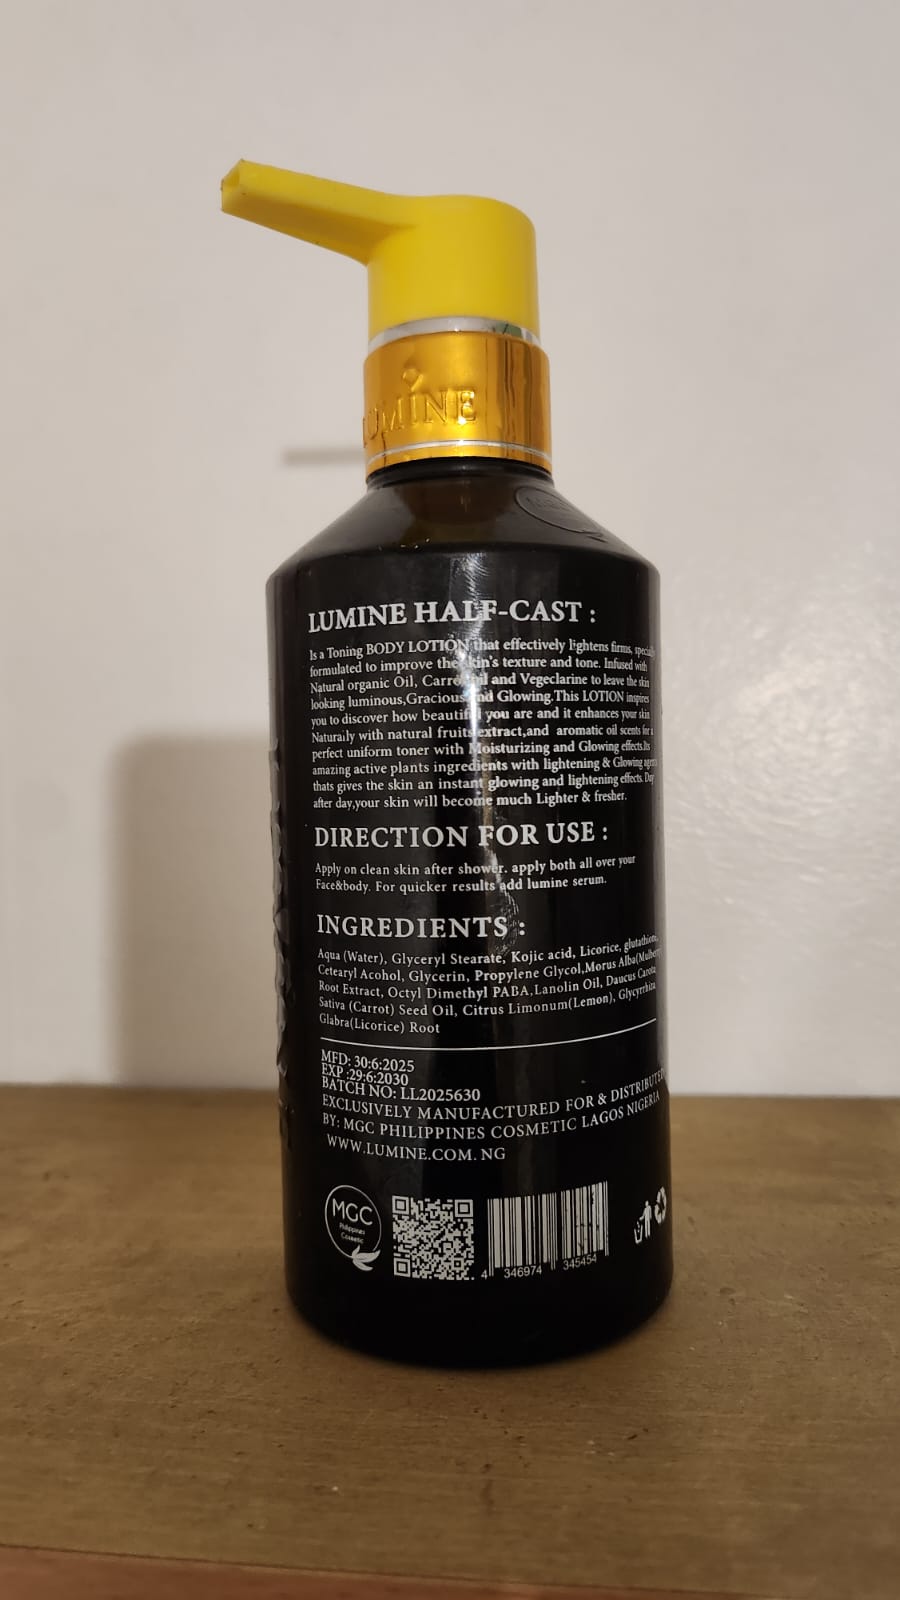 LUMINE
LUMINE HALF-CAST :
Is a Toning BODY LOTION that effectively lightens firms, specially
formulated to improve the skin's texture and tone. Infused with
Natural organic Oil, Carrot oil and Vegeclarine to leave the skin
looking luminous,Gracious and Glowing.This LOTION inspires
you to discover how beautiful you are and it enhances your skin
Naturaily with natural fruits extract,and aromatic oil scents for a
perfect uniform toner with Moisturizing and Glowing effects.Its
amazing active plants ingredients with lightening & Glowing agents
thats gives the skin an instant glowing and lightening effects. Day
after day,your skin will become much Lighter & fresher.
DIRECTION FOR USE :
Apply on clean skin after shower. apply both all over your
Face&body. For quicker results add lumine serum.
INGREDIENTS :
Aqua (Water), Glyceryl Stearate, Kojic acid, Licorice, glutathione,
Cetearyl Acohol, Glycerin, Propylene Glycol,Morus Alba(Mulberry)
Root Extract, Octyl Dimethyl PABA,Lanolin Oil, Daucus Carota
Sativa (Carrot) Seed Oil, Citrus Limonum(Lemon), Glycyrrhiza
Glabra(Licorice) Root
MFD: 30:6:2025
EXP :29:6:2030
BATCH NO: LL2025630
EXCLUSIVELY MANUFACTURED FOR & DISTRIBUTED
BY: MGC PHILIPPINES COSMETIC LAGOS NIGERIA
WWW.LUMINE.COM. NG
MGC
Philippines
Cosmetic
4 346974 345454